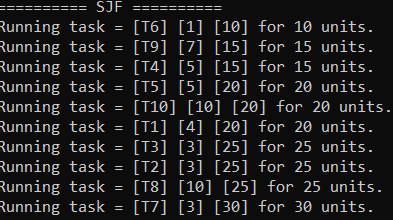 ========== SJF ==========
Running task = [T6] [1] [10] for 10 units.
Running task = [T9] [7] [15] for 15 units.
Running task = [T4] [5] [15] for 15 units.
Running task = [T5] [5] [20] for 20 units.
Running task = [T10] [10] [20] for 20 units.
Running task = [T1] [4] [20] for 20 units.
Running task = [T3] [3] [25] for 25 units.
Running task = [T2] [3] [25] for 25 units.
Running task = [T8] [10] [25] for 25 units.
Running task = [T7] [3] [30] for 30 units.